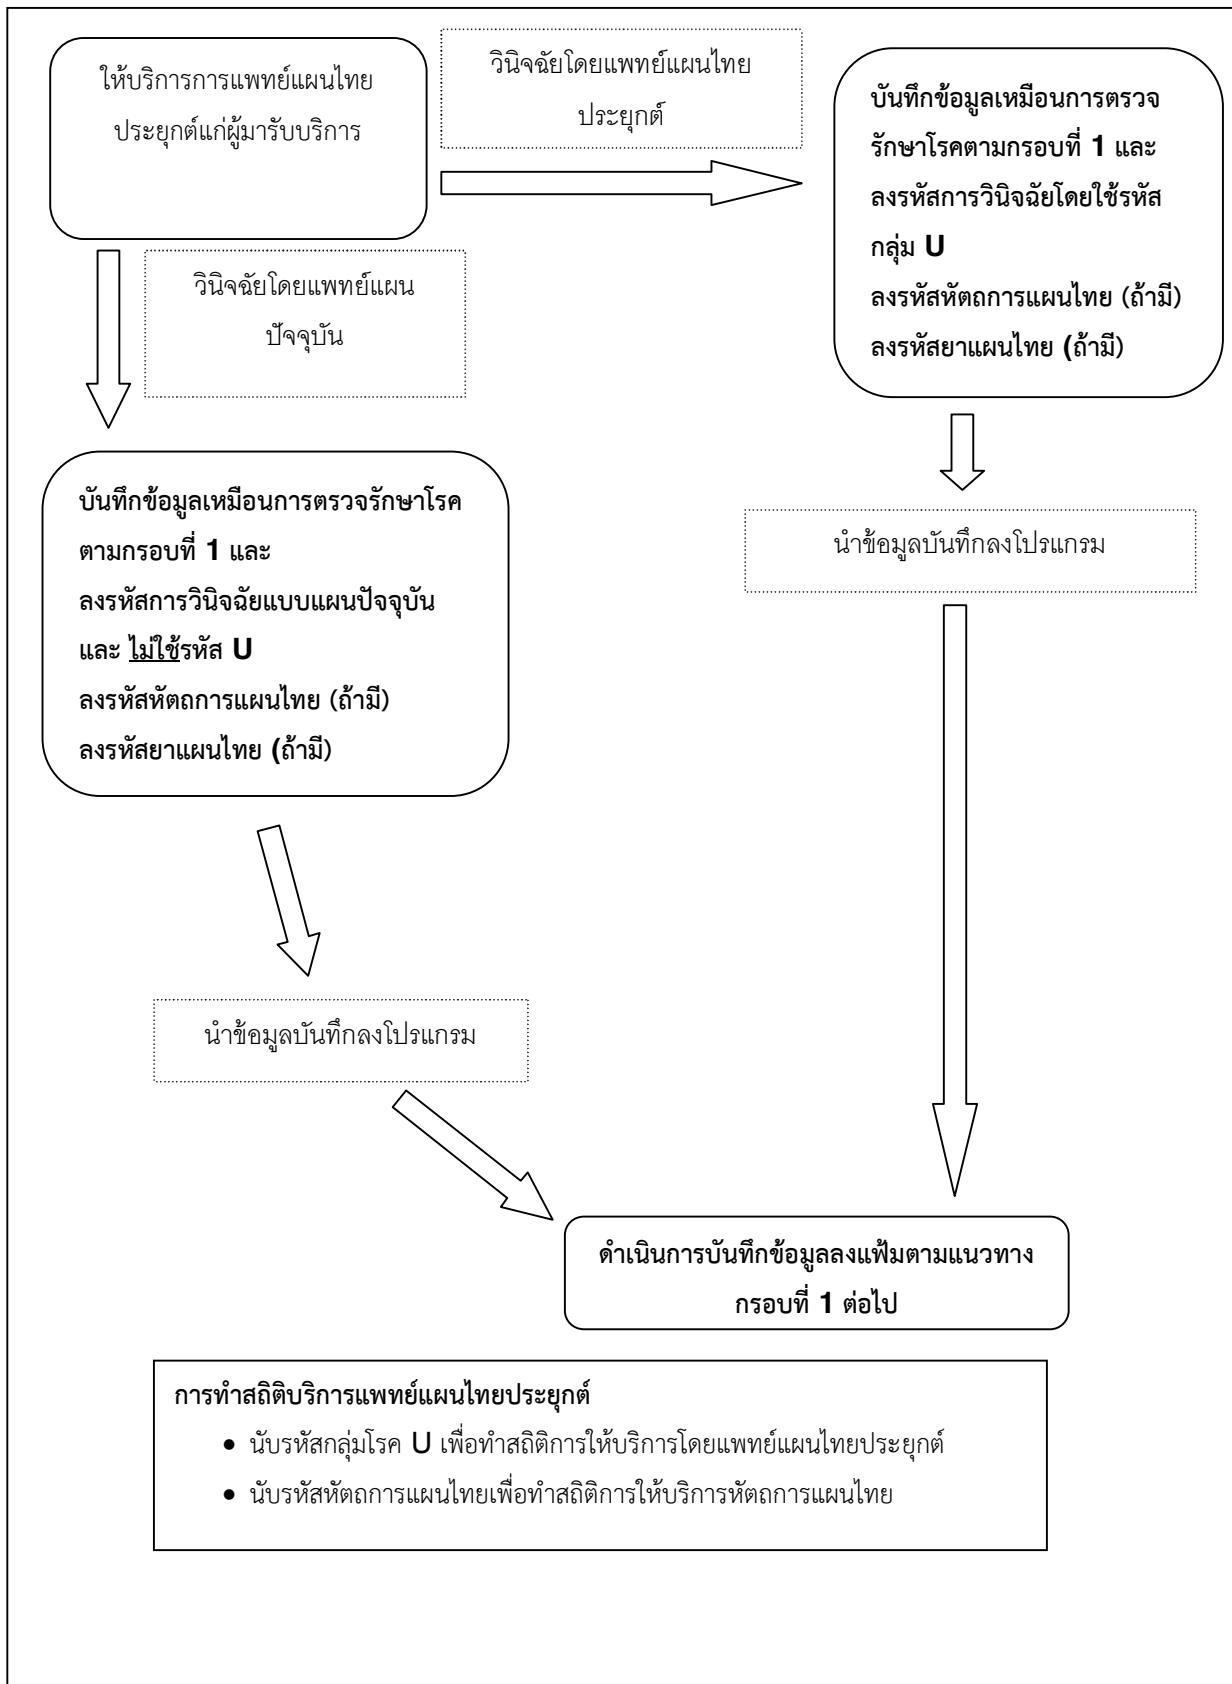 ให้บริการการแพทย์แผนไทย
ประยุกต์แก่ผู้มารับบริการ
วินิจฉัยโดยแพทย์แผนไทย
ประยุกต์
บันทึกข้อมูลเหมือนการตรวจ
รักษาโรคตามกรอบที่ 1 และ
ลงรหัสการวินิจฉัยโดยใช้รหัส
กลุ่ม U
ลงรหัสหัตถการแผนไทย (ถ้ามี)
ลงรหัสยาแผนไทย (ถ้ามี)
วินิจฉัยโดยแพทย์แผน
ปัจจุบัน
บันทึกข้อมูลเหมือนการตรวจรักษาโรค
ตามกรอบที่ 1 และ
ลงรหัสการวินิจฉัยแบบแผนปัจจุบัน
และ ไม่ใช้รหัส U
ลงรหัสหัตถการแผนไทย (ถ้ามี)
ลงรหัสยาแผนไทย (ถ้ามี)
นำข้อมูลบันทึกลงโปรแกรม
นำข้อมูลบันทึกลงโปรแกรม
ดำเนินการบันทึกข้อมูลลงแฟ้มตามแนวทาง
กรอบที่ 1 ต่อไป
การทำสถิติบริการแพทย์แผนไทยประยุกต์
• นับรหัสกลุ่มโรค U เพื่อทำสถิติการให้บริการโดยแพทย์แผนไทยประยุกต์
• นับรหัสหัตถการแผนไทยเพื่อทำสถิติการให้บริการหัตถการแผนไทย